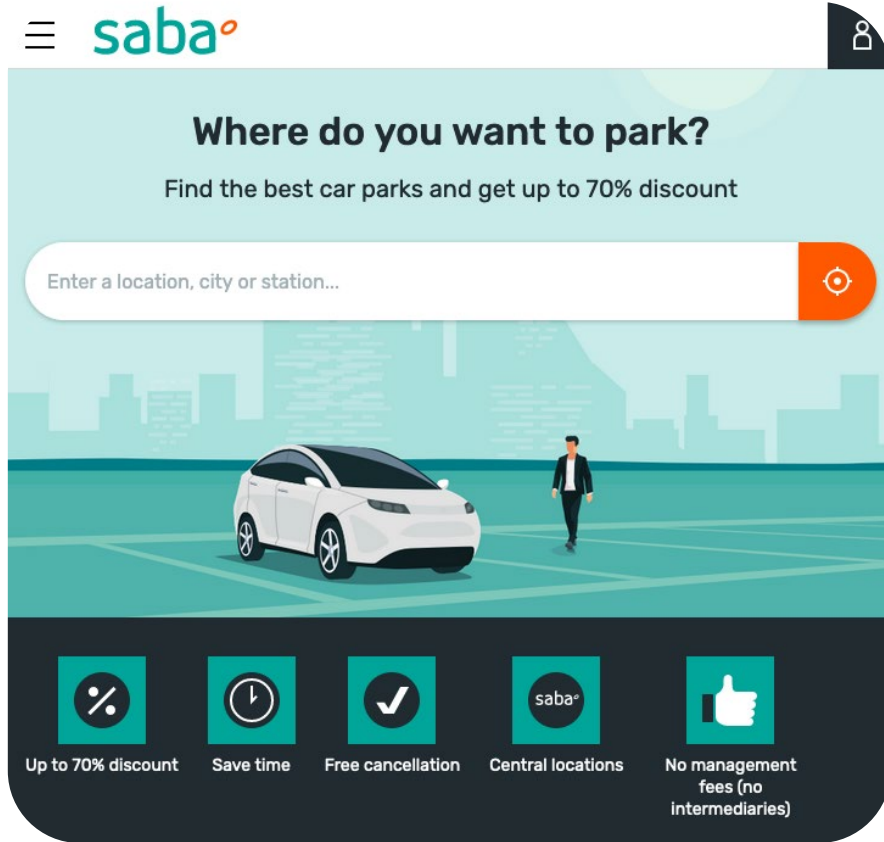 saba
Where do you want to park?
Find the best car parks and get up to 70% discount
Enter a location, city or station...
saba
Up to 70% discount
Save time
Free cancellation
Central locations
No management
fees (no
intermediaries)